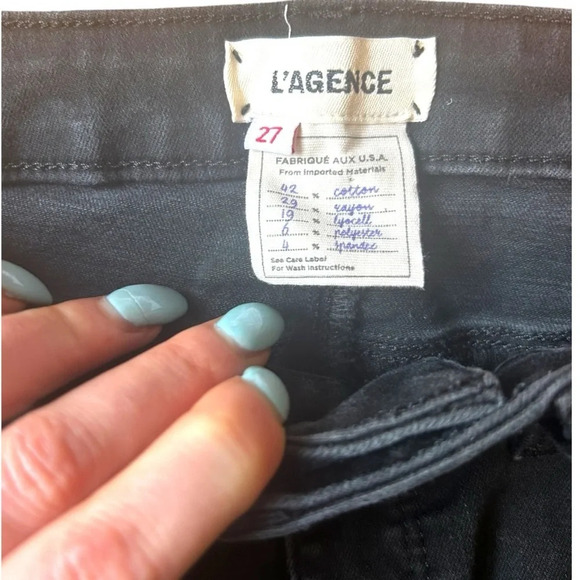 L'AGENCE
27
FABRIQUÉ AUX U.S.A.
From Imported Materials
42 % cotton
29 % rayon
19 % lyocell
6 % polyester
4 % spandex
See Care Label
For Wash Instructions